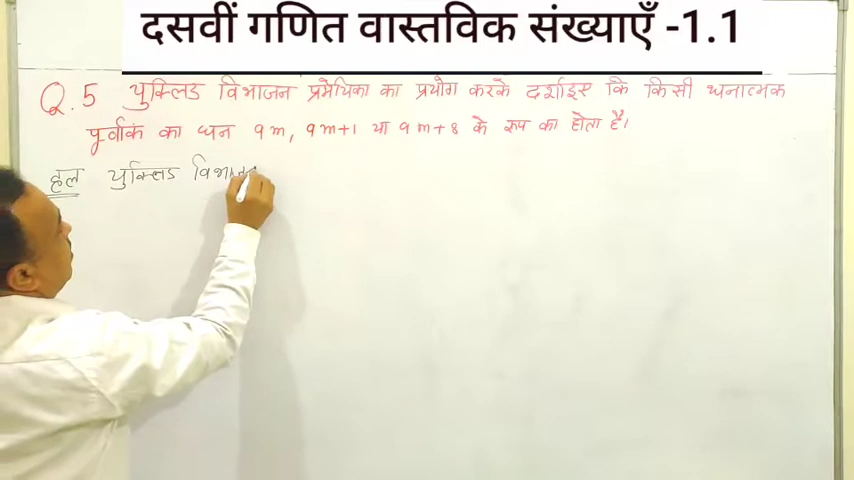 दसवीं गणित वास्तविक संख्याएँ -1.1
Q.5 युक्लिड विभाजन प्रमेयिका का प्रयोग करके दर्शाइए कि किसी धनात्मक
पूर्वांक का घन 9m, 9m+1 या 9m+8 के रूप का होता है।
हल युक्लिड विभाजन